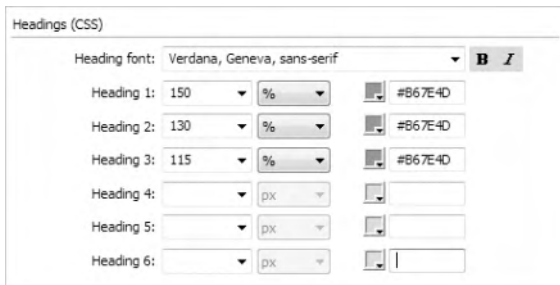 Headings (CSS)
Heading font: Verdana, Geneva, sans-serif B I
Heading 1: 150 % #B67E4D
Heading 2: 130 % #B67E4D
Heading 3: 115 % #B67E4D
Heading 4: px
Heading 5: px
Heading 6: px